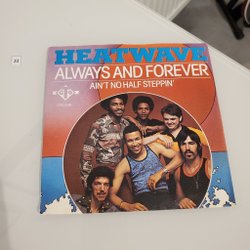 HEATWAVE
ALWAYS AND FOREVER
AIN'T NO HALF STEPPIN'